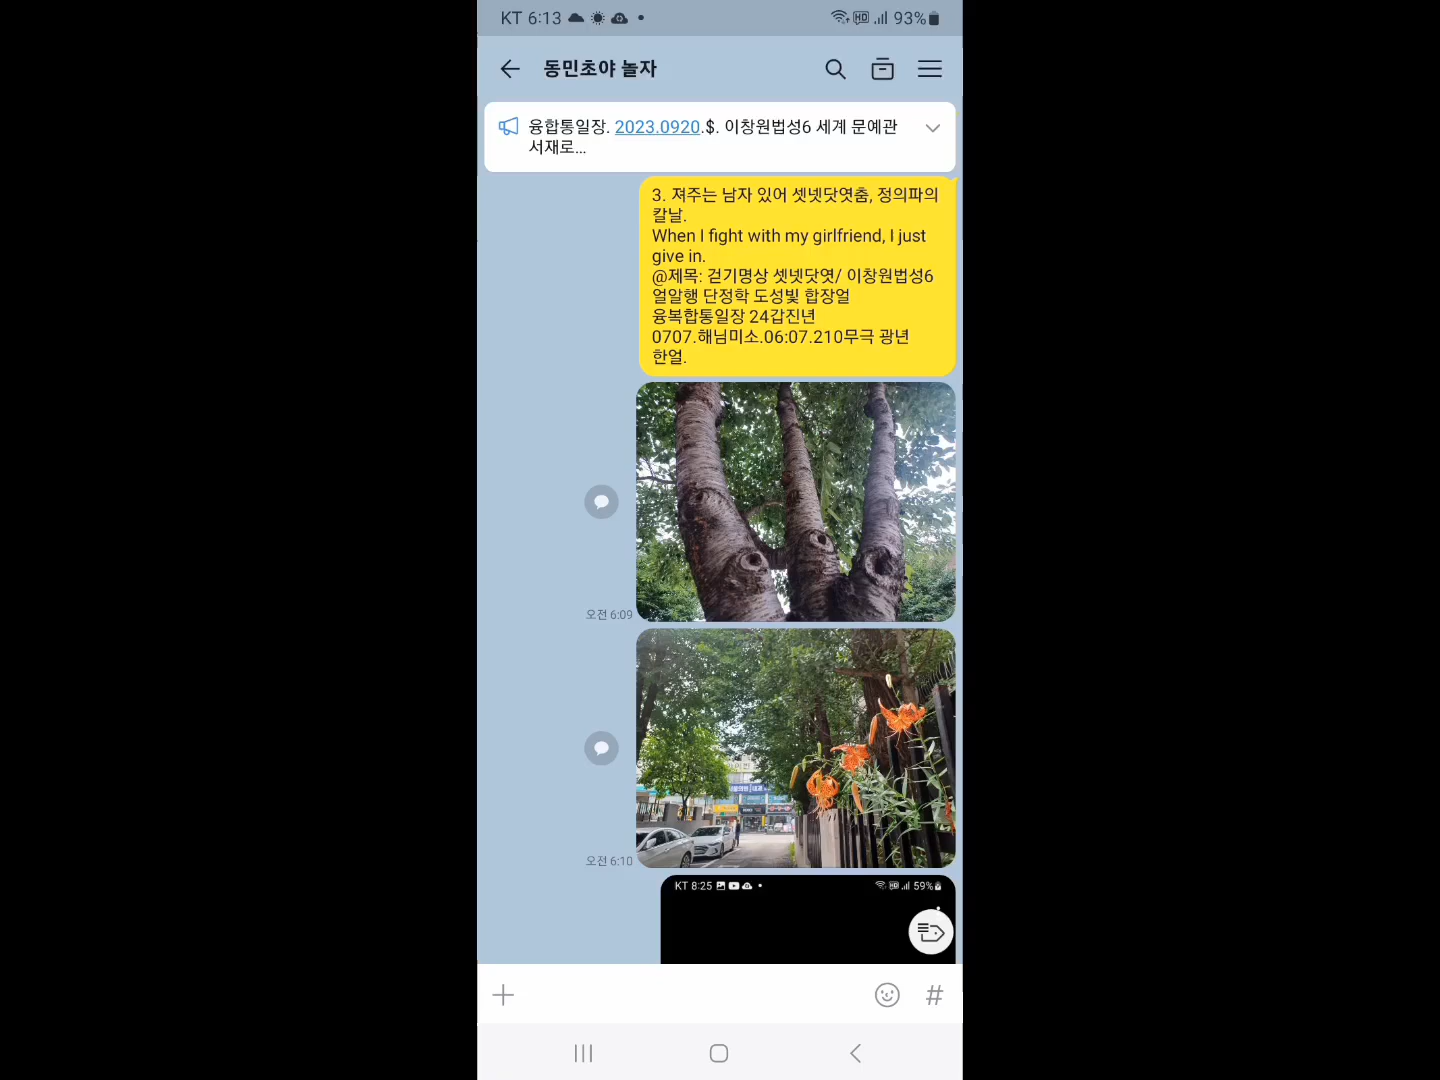 KT 6:13
HD 93%
동민초야 놀자
융합통일장. 2023.0920.$. 이창원법성6 세계 문예관
서재로...
3. 져주는 남자 있어 셋넷닷엿춤, 정의파의
칼날.
When I fight with my girlfriend, I just
give in.
@제목: 걷기명상 셋넷닷엿/ 이창원법성6
얼알행 단정학 도성빛 합장얼
융복합통일장 24갑진년
0707.해님미소.06:07.210무극 광년
한얼.
오전 6:09
오전 6:10
KT 8:25
HD 59%
#